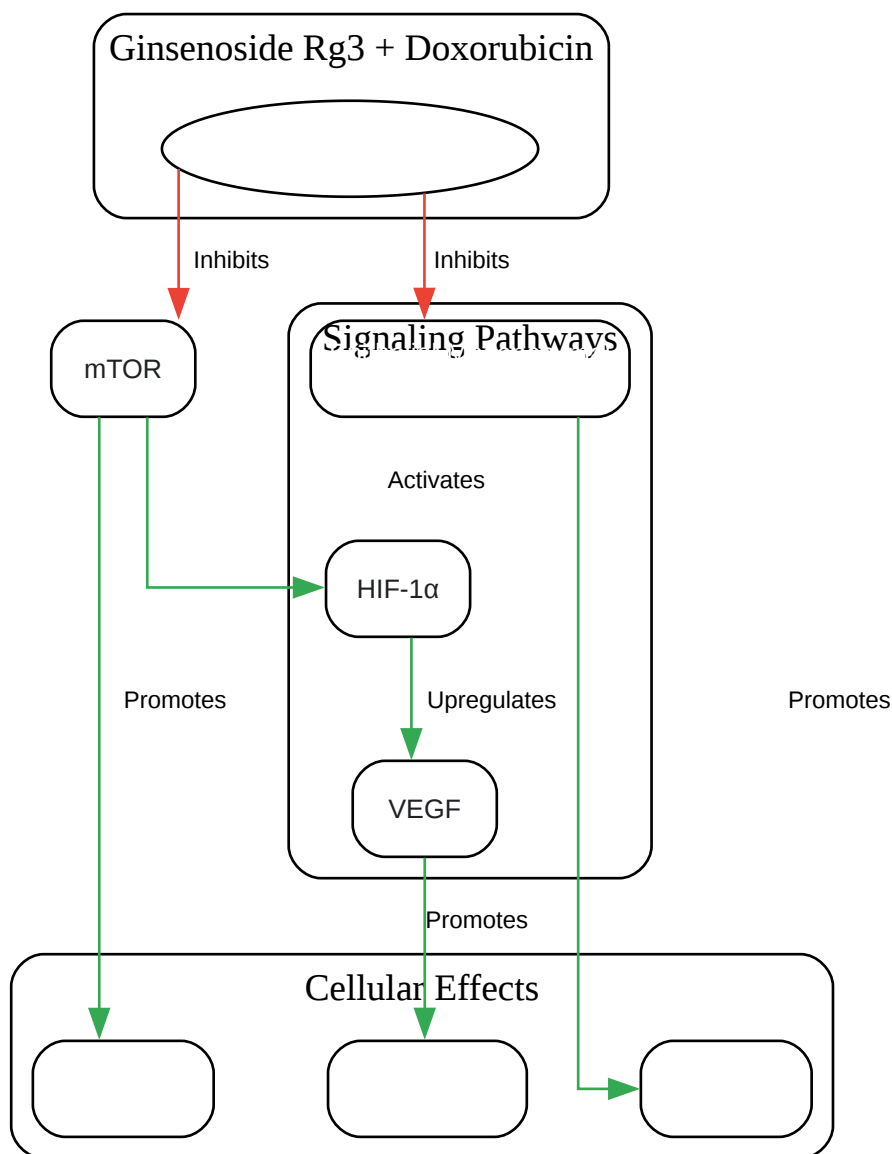 Ginsenoside Rg3 + Doxorubicin
Inhibits
Inhibits
Signaling Pathways
mTOR
Activates
HIF-1α
Promotes
Upregulates
Promotes
VEGF
Promotes
Cellular Effects